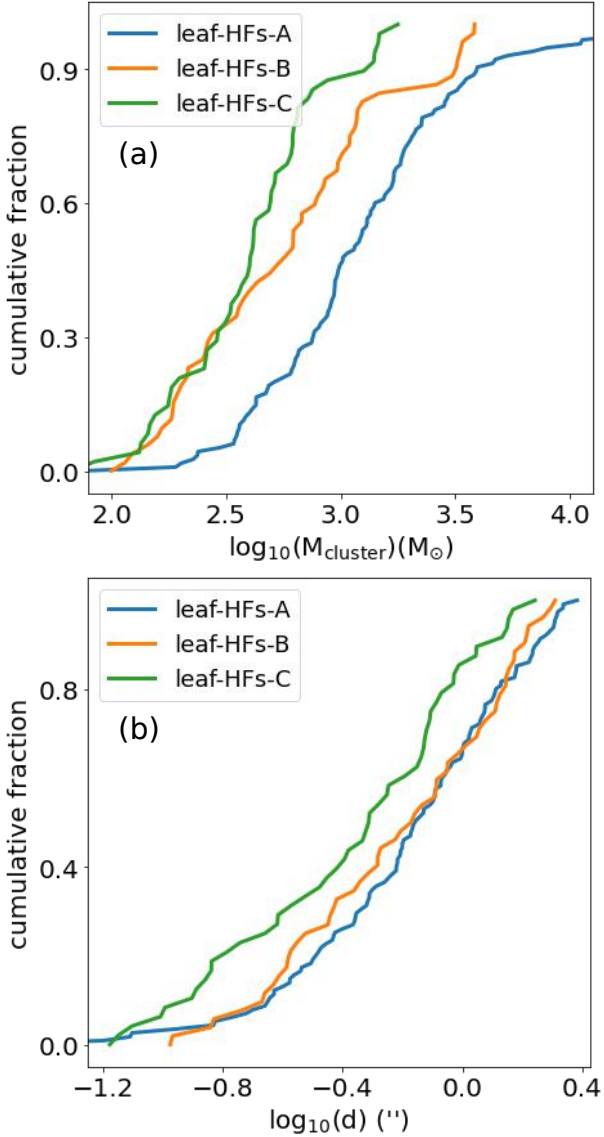 leaf-HFs-A
leaf-HFs-B
leaf-HFs-C
(a)
cumulative fraction
0.9
0.6
0.3
0.0
2.0 2.5 3.0 3.5 4.0
log₁₀(M_cluster)(M_⊙)
leaf-HFs-A
leaf-HFs-B
leaf-HFs-C
(b)
cumulative fraction
0.8
0.4
0.0
−1.2 −0.8 −0.4 0.0 0.4
log₁₀(d) ('')